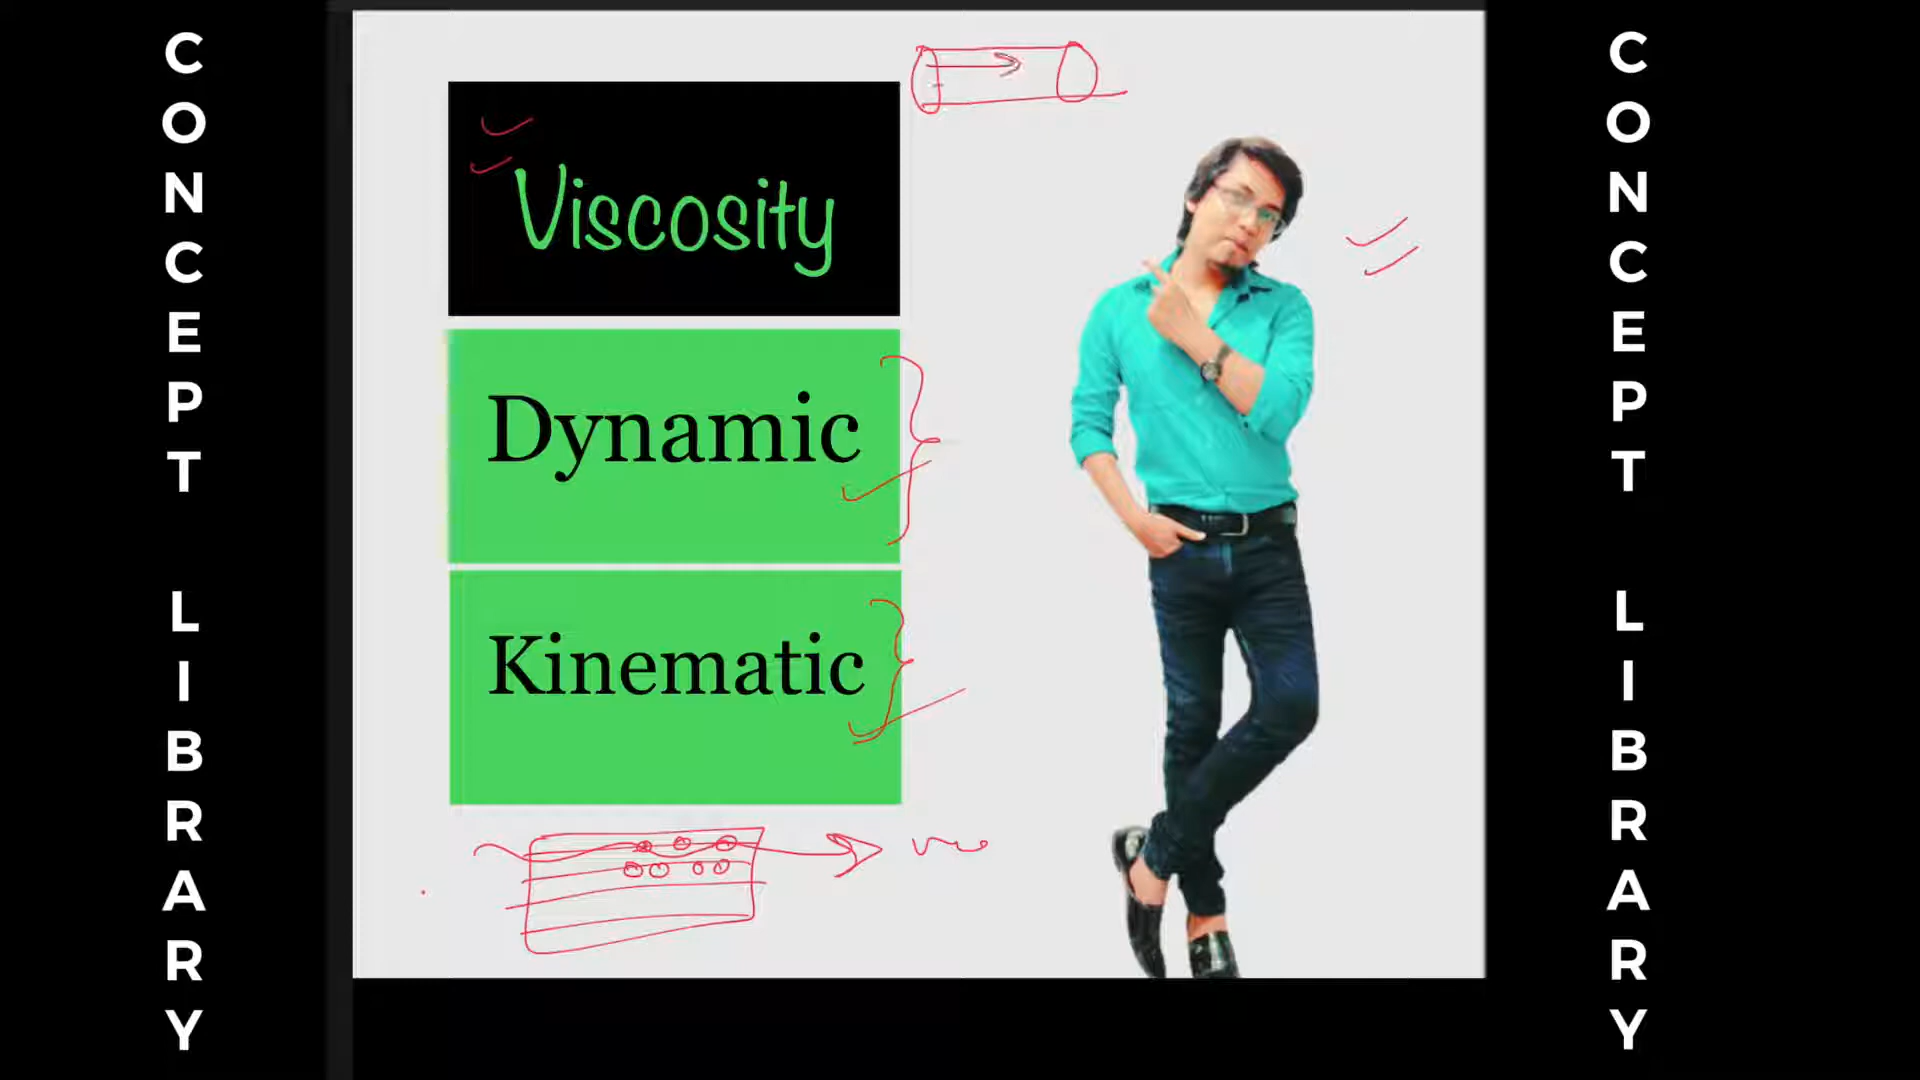 CONCEPT LIBRARY
Viscosity
Dynamic
Kinematic
CONCEPT LIBRARY